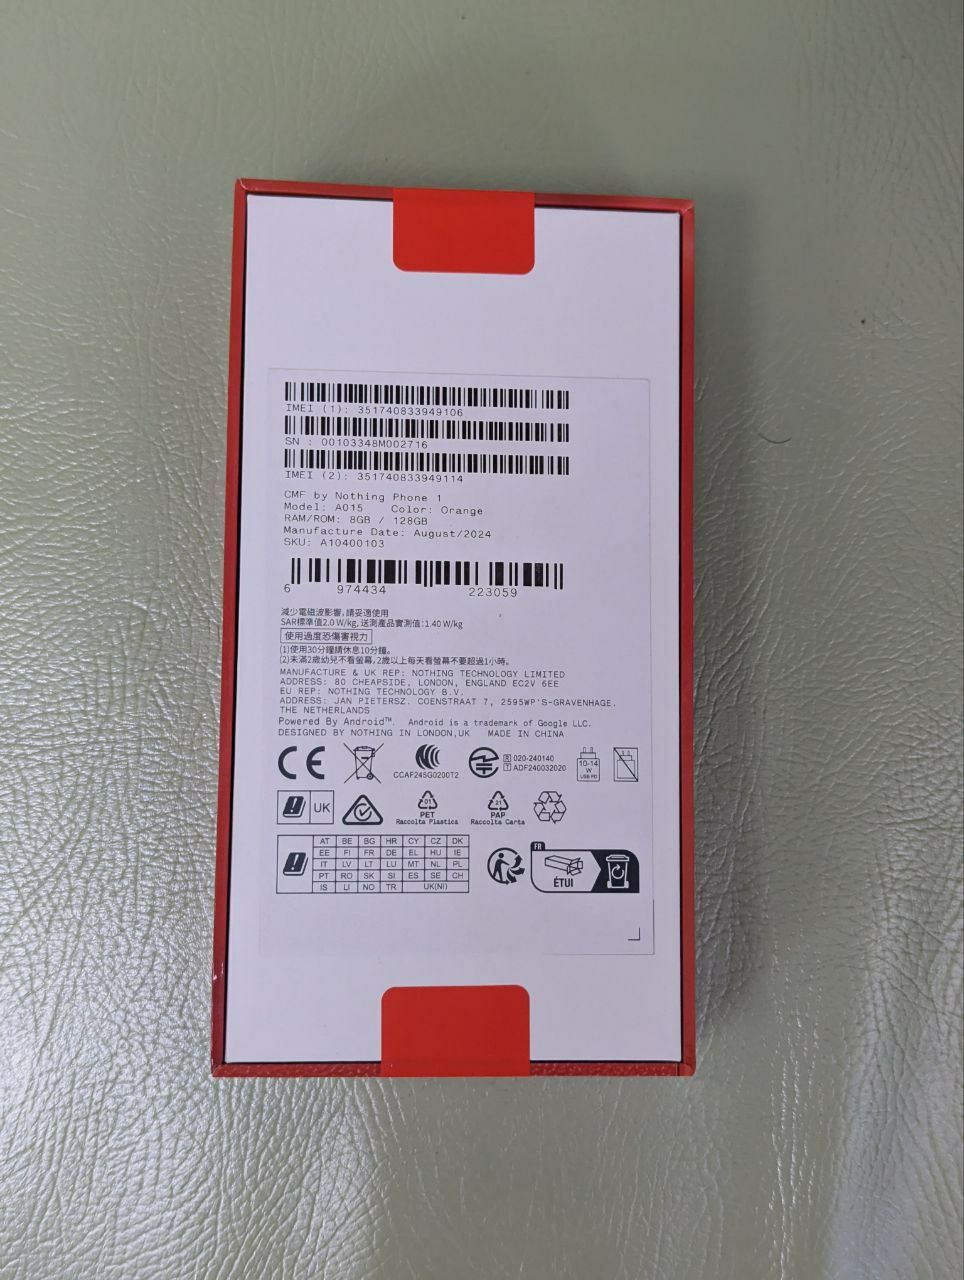 IMEI (1): 351740833949106
SN : 00103348M002716
IMEI (2): 351740833949114
CMF by Nothing Phone 1
Model: A015 Color: Orange
RAM/ROM: 8GB / 128GB
Manufacture Date: August/2024
SKU: A10400103
6 974434 223059
減少電磁波影響,請妥適使用
SAR標準值2.0 W/kg, 送測產品實測值:1.40 W/kg
使用過度恐傷害視力
(1)使用30分鐘請休息10分鐘。
(2)未滿2歲幼兒不看螢幕,2歲以上每天看螢幕不要超過1小時。
MANUFACTURE & UK REP: NOTHING TECHNOLOGY LIMITED
ADDRESS: 80 CHEAPSIDE, LONDON, ENGLAND EC2V 6EE
EU REP: NOTHING TECHNOLOGY B.V.
ADDRESS: JAN PIETERSZ. COENSTRAAT 7, 2595WP'S-GRAVENHAGE.
THE NETHERLANDS
Powered By Android™. Android is a trademark of Google LLC.
DESIGNED BY NOTHING IN LONDON,UK MADE IN CHINA
CE
CCAF245G0200T2
R 020-240140
T ADF240032020
10-14
W
USB PD
UK
01
PET
Raccolta Plastica
21
PAP
Raccolta Carta
AT BE BG HR CY CZ DK
EE FI FR DE EL HU IE
IT LV LT LU MT NL PL
PT RO SK SI ES SE CH
IS LI NO TR UK(NI)
FR
ÉTUI